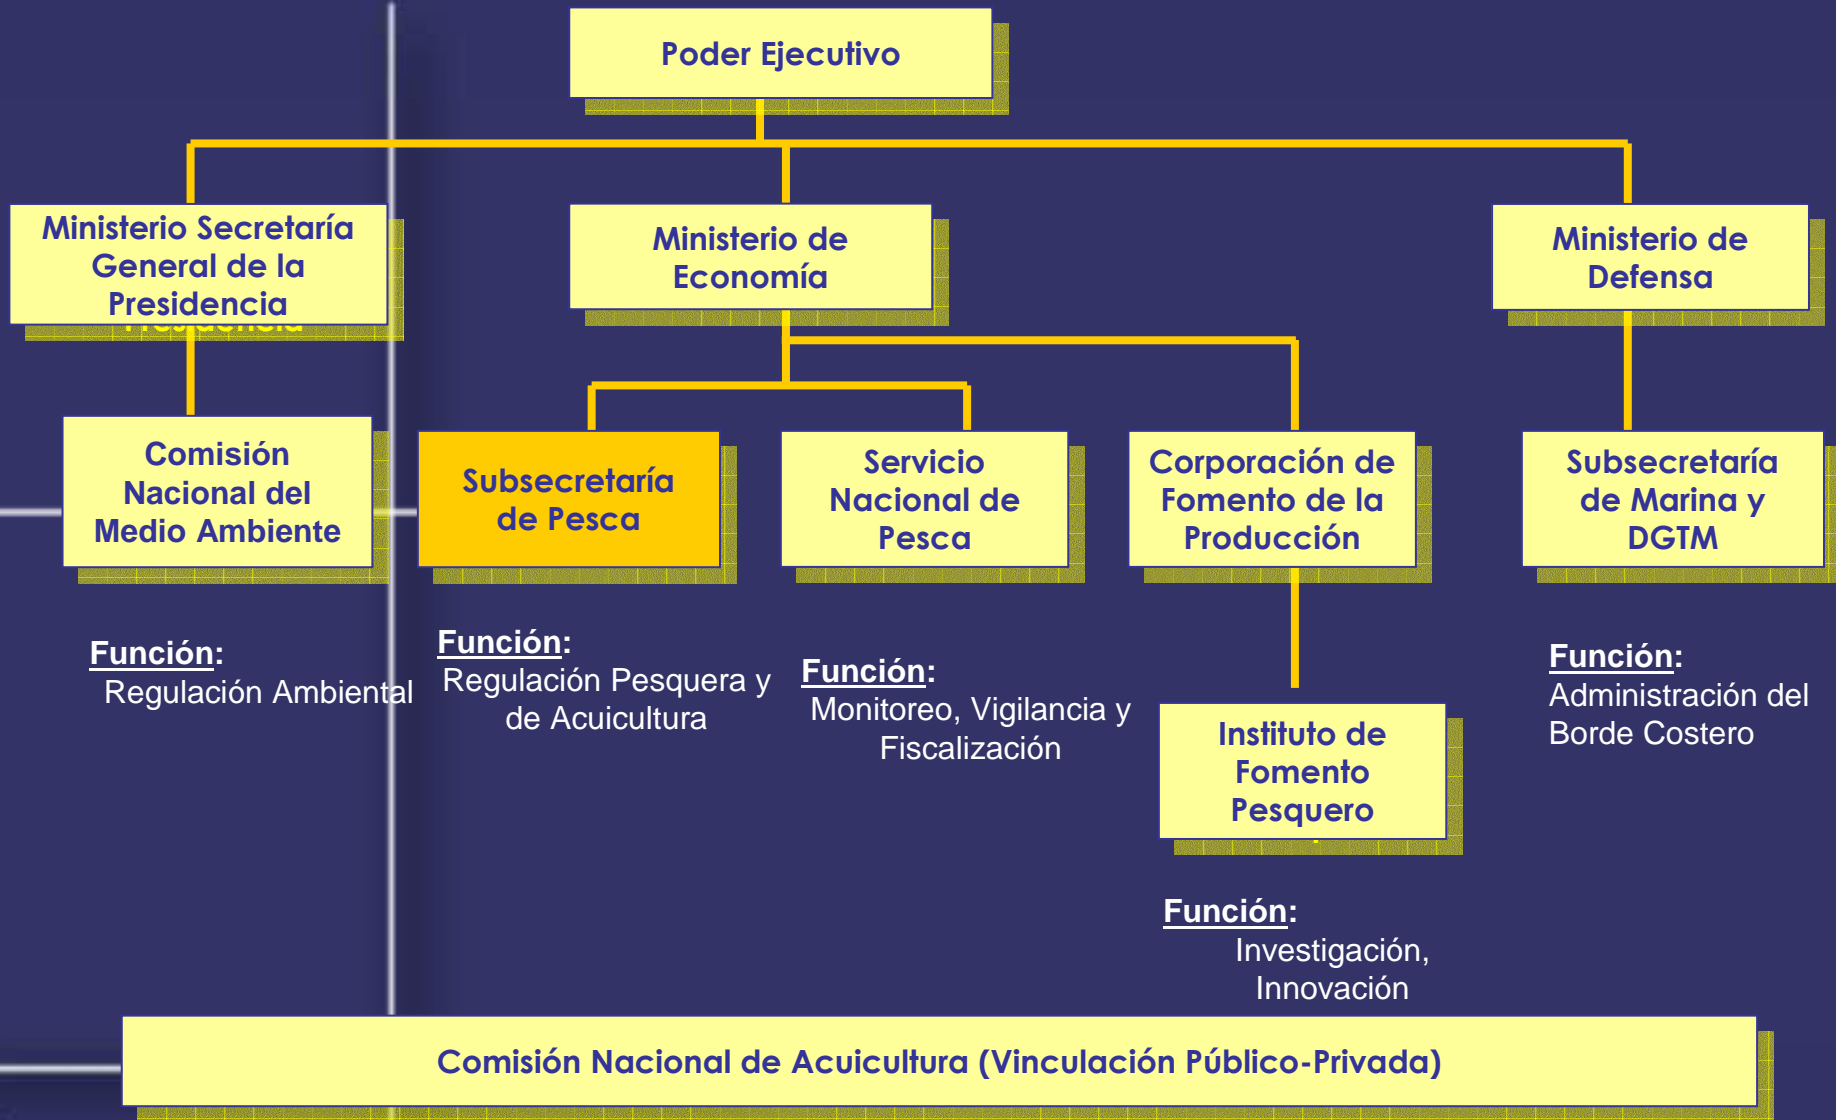 Poder Ejecutivo
Ministerio Secretaría
General de la
Presidencia
Presidencia
Ministerio de
Economía
Ministerio de
Defensa
Comisión
Nacional del
Medio Ambiente
Subsecretaría
de Pesca
Servicio
Nacional de
Pesca
Corporación de
Fomento de la
Producción
Subsecretaría
de Marina y
DGTM
Función:
Regulación Ambiental
Función:
Regulación Pesquera y
de Acuicultura
Función:
Monitoreo, Vigilancia y
Fiscalización
Instituto de
Fomento
Pesquero
Función:
Administración del
Borde Costero
Función:
Investigación,
Innovación
Comisión Nacional de Acuicultura (Vinculación Público-Privada)